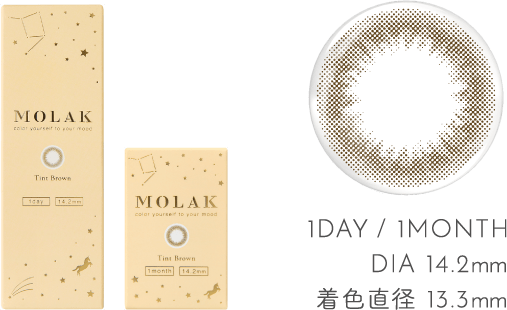 MOLAK
color yourself to your mood
Tint Brown
1day 14.2mm
MOLAK
color yourself to your mood
Tint Brown
1month 14.2mm
1DAY / 1MONTH
DIA 14.2mm
着色直径 13.3mm